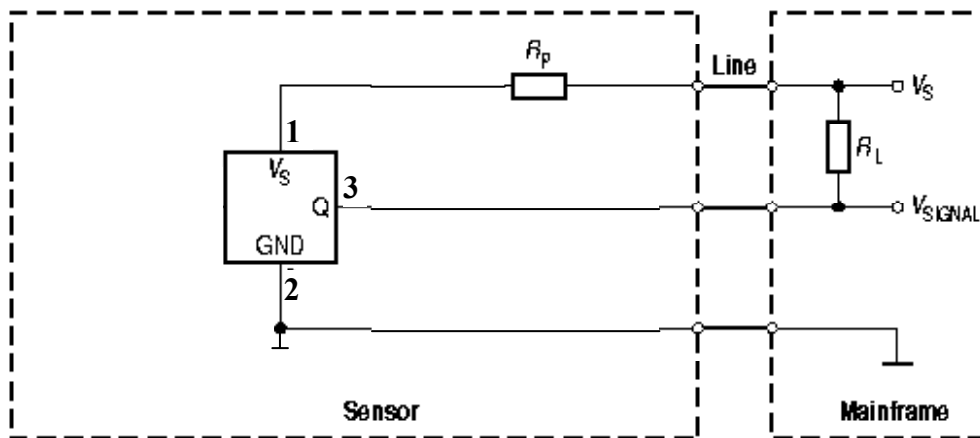 Rp
Line
VS
1
RL
VS
3
Q
VSIGNAL
GND
2
Sensor
Mainframe